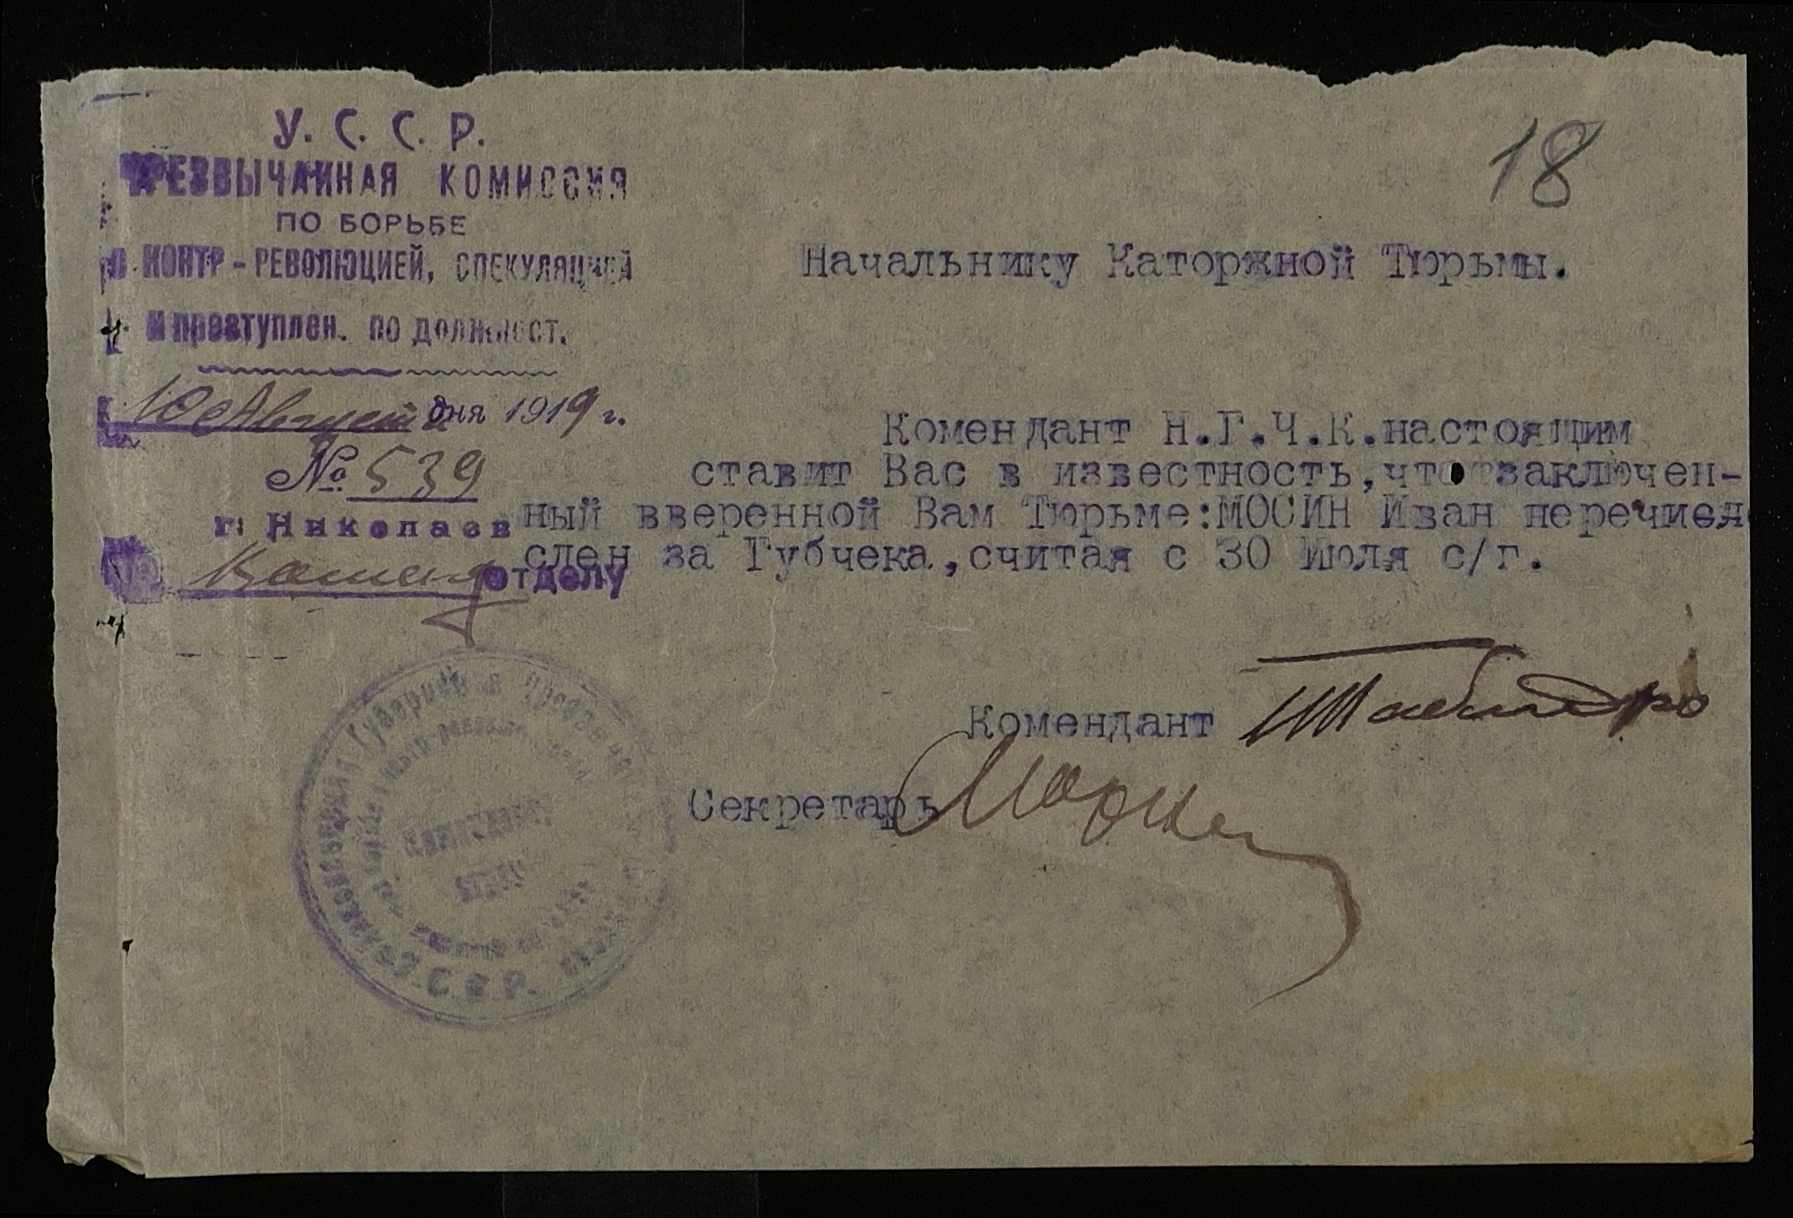 У. С. С. Р.
ЧРЕЗВЫЧАЙНАЯ КОМИССИЯ
ПО БОРЬБЕ
С КОНТР-РЕВОЛЮЦИЕЙ, СПЕКУЛЯЦИЕЙ
и преступлен. по должност.
10 Август дня 1919 г.
№ 539
г. Николаев
отделу
18
Начальнику Каторжной Тюрьмы.
Комендант Н.Г.Ч.К.настоящим
ставит Вас в известность,что заключен-
ный вверенной Вам Тюрьме:МОСИН Иван перечисл
слен за Губчека,считая с 30 Июля с/г.
Комендант
Секретарь